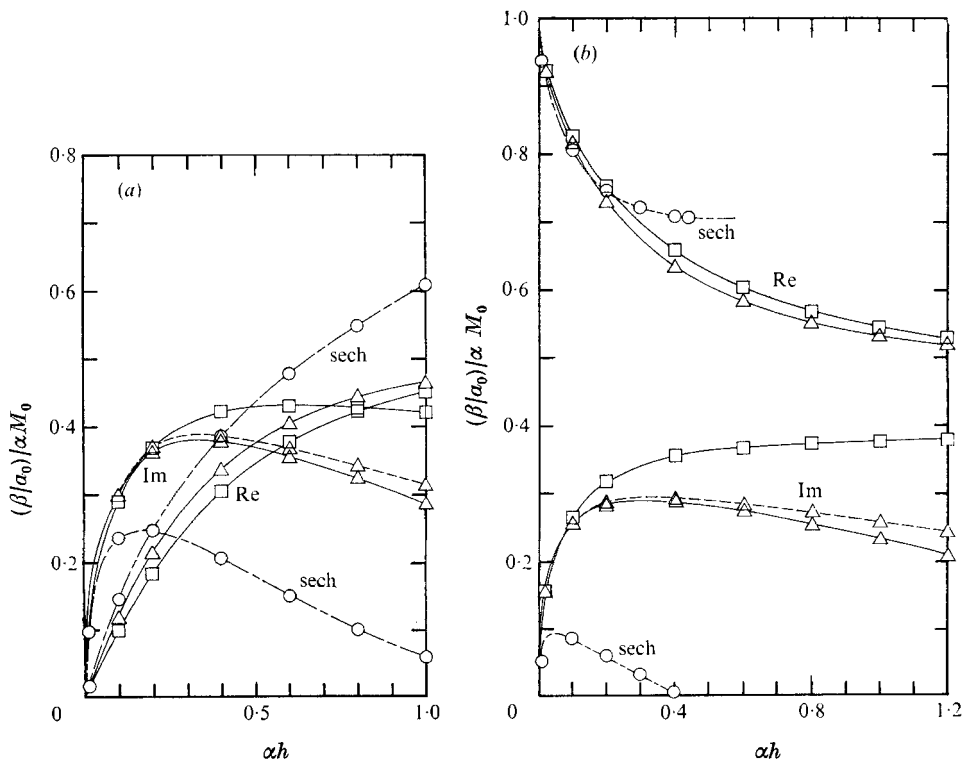 (a)
0·8
0·6
0·4
0·2
0
0·5
1·0
sech
Im
Re
sech
(β/a₀)/αM₀
αh
(b)
1·0
0·8
0·6
0·4
0·2
0
0·4
0·8
1·2
sech
Re
Im
sech
(β/a₀)/α M₀
αh